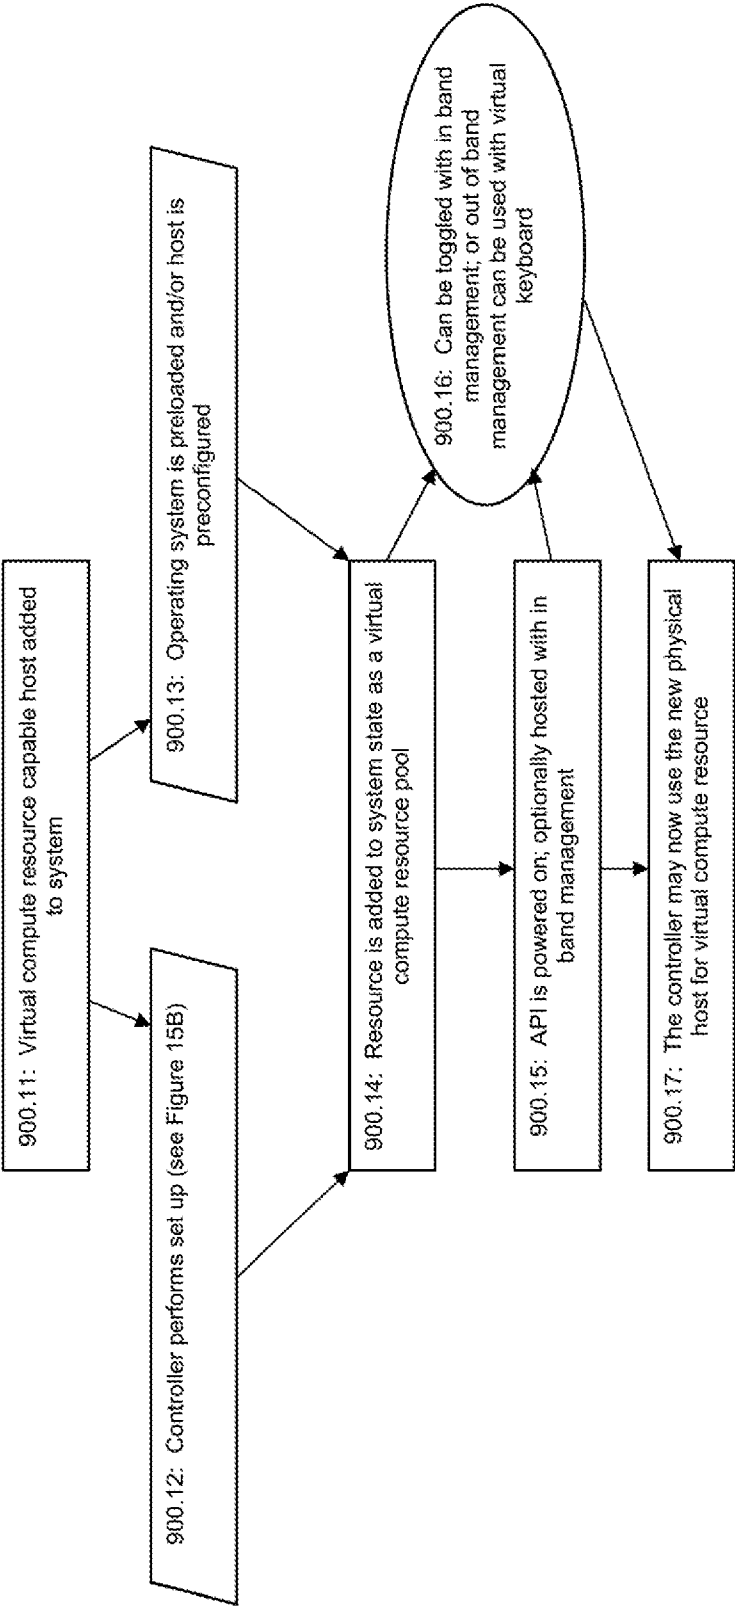 900.11: Virtual compute resource capable host added
to system
900.12: Controller performs set up (see Figure 15B)
900.13: Operating system is preloaded and/or host is
preconfigured
900.14: Resource is added to system state as a virtual
compute resource pool
900.16: Can be toggled with in band
management; or out of band
management can be used with virtual
keyboard
900.15: API is powered on; optionally hosted with in
band management
900.17: The controller may now use the new physical
host for virtual compute resource